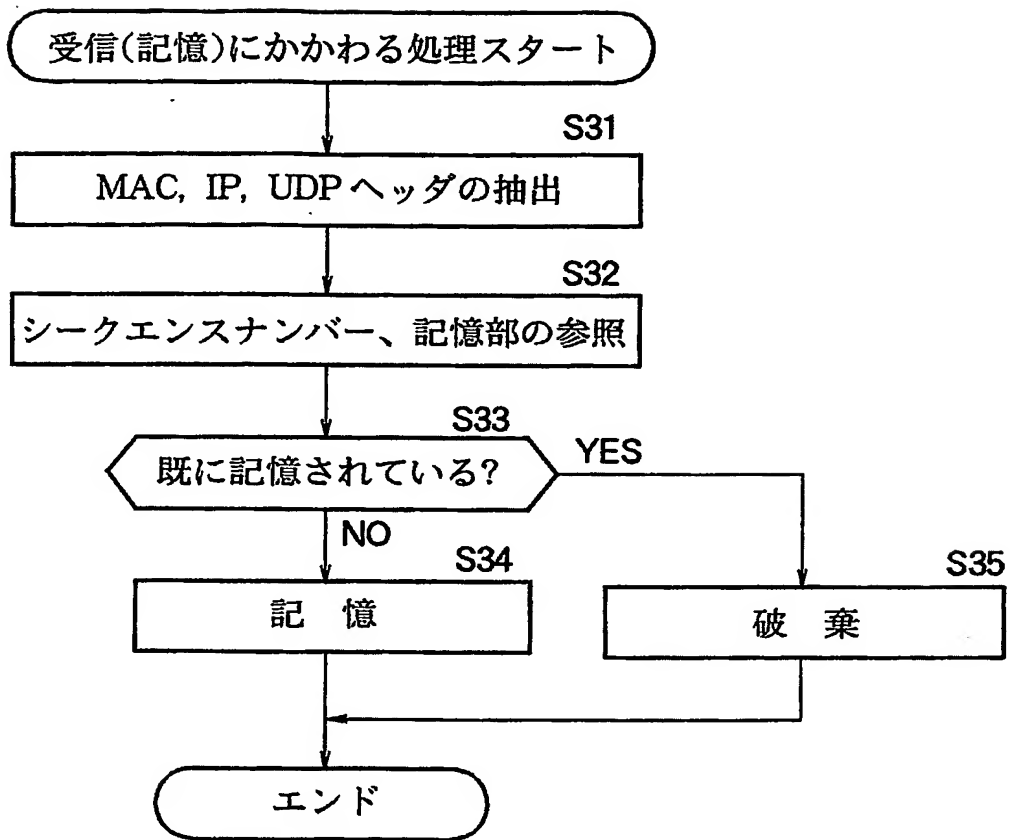 受信(記憶)にかかわる処理スタート
S31
MAC, IP, UDPヘッダの抽出
S32
シークエンスナンバー、記憶部の参照
S33
既に記憶されている?
YES
NO
S34
記 憶
S35
破 棄
エンド